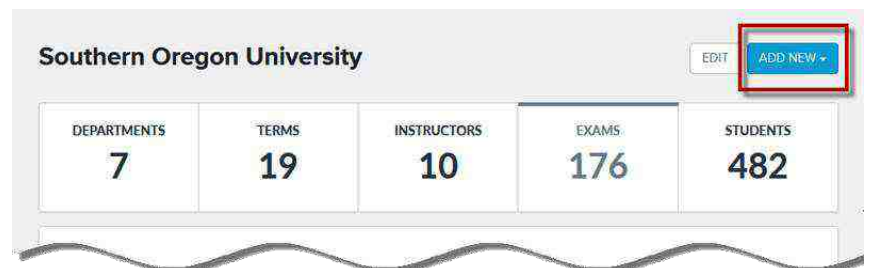 Southern Oregon University
EDIT
ADD NEW
DEPARTMENTS
7
TERMS
19
INSTRUCTORS
10
EXAMS
176
STUDENTS
482